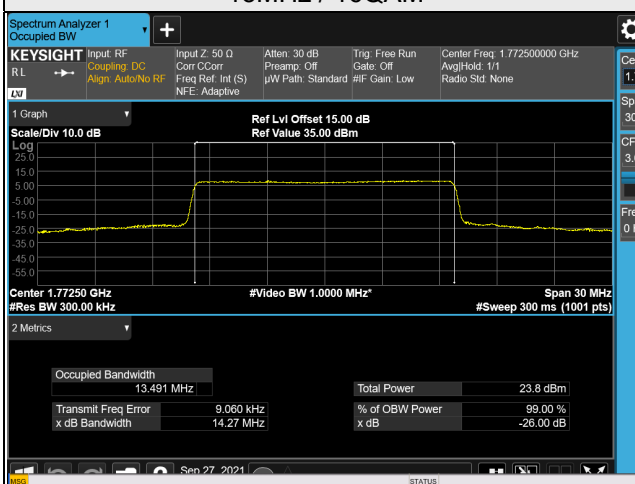 Spectrum Analyzer 1
Occupied BW
KEYSIGHT Input: RF Input Z: 50 Ω Atten: 30 dB Trig: Free Run Center Freq: 1.772500000 GHz
R L Coupling: DC Corr CCorr Preamp: Off Gate: Off Avg|Hold: 1/1
Align: Auto/No RF Freq Ref: Int (S) µW Path: Standard #IF Gain: Low Radio Std: None
LXI NFE: Adaptive
1 Graph Ref Lvl Offset 15.00 dB
Scale/Div 10.0 dB Ref Value 35.00 dBm
Log
25.0
15.0
5.00
-5.00
-15.0
-25.0
-35.0
-45.0
-55.0
Center 1.77250 GHz #Video BW 1.0000 MHz* Span 30 MHz
#Res BW 300.00 kHz #Sweep 300 ms (1001 pts)
2 Metrics
Occupied Bandwidth
13.491 MHz Total Power 23.8 dBm
Transmit Freq Error 9.060 kHz % of OBW Power 99.00 %
x dB Bandwidth 14.27 MHz x dB -26.00 dB
Sep 27, 2021
MSG STATUS